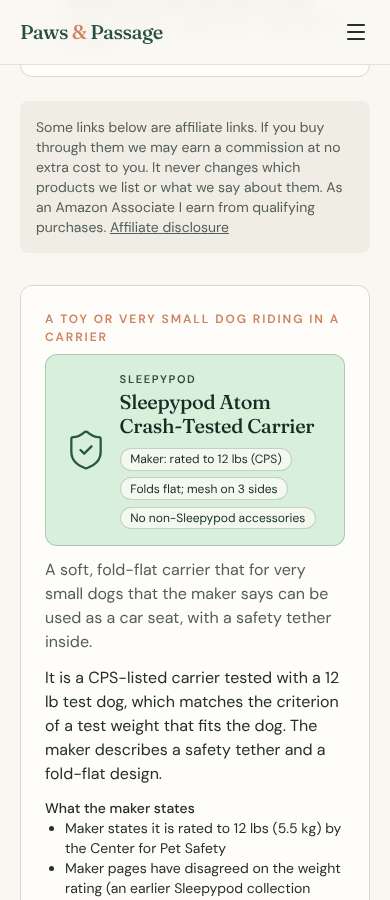 Paws & Passage
Some links below are affiliate links. If you buy
through them we may earn a commission at no
extra cost to you. It never changes which
products we list or what we say about them. As
an Amazon Associate I earn from qualifying
purchases. Affiliate disclosure
A TOY OR VERY SMALL DOG RIDING IN A
CARRIER
SLEEPYPOD
Sleepypod Atom
Crash-Tested Carrier
Maker: rated to 12 lbs (CPS)
Folds flat; mesh on 3 sides
No non-Sleepypod accessories
A soft, fold-flat carrier that for very
small dogs that the maker says can be
used as a car seat, with a safety tether
inside.
It is a CPS-listed carrier tested with a 12
lb test dog, which matches the criterion
of a test weight that fits the dog. The
maker describes a safety tether and a
fold-flat design.
What the maker states
• Maker states it is rated to 12 lbs (5.5 kg) by
the Center for Pet Safety
• Maker pages have disagreed on the weight
rating (an earlier Sleepypod collection